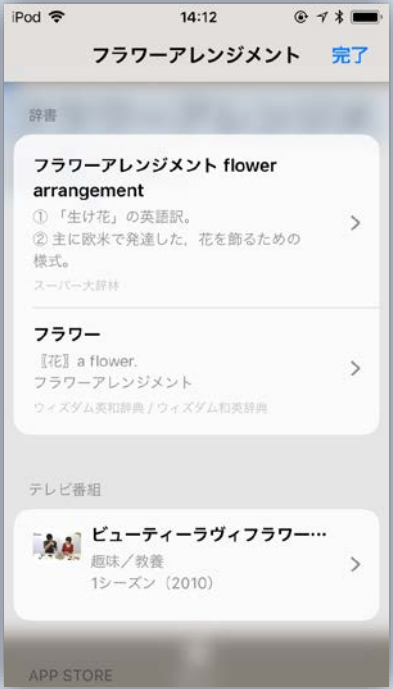 iPod 14:12
フラワーアレンジメント 完了
辞書
フラワーアレンジメント flower
arrangement
① 「生け花」の英語訳。
② 主に欧米で発達した，花を飾るための
様式。
スーパー大辞林
フラワー
〖花〗a flower.
フラワーアレンジメント
ウィズダム英和辞典 / ウィズダム和英辞典
テレビ番組
ビューティーラヴィフラワー…
趣味／教養
1シーズン（2010）
APP STORE